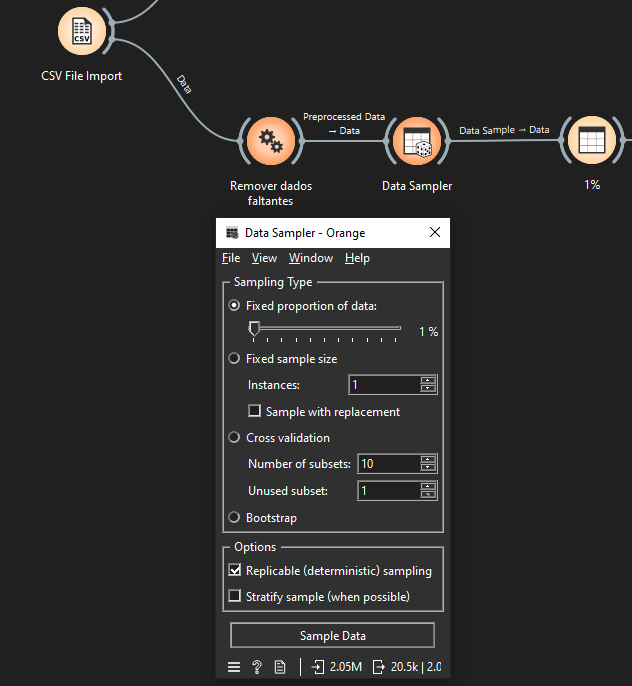 CSV
CSV File Import
Data
Preprocessed Data
→ Data
Data Sample → Data
Remover dados
faltantes
Data Sampler
1%
Data Sampler - Orange
File View Window Help
Sampling Type
Fixed proportion of data:
1 %
Fixed sample size
Instances: 1
Sample with replacement
Cross validation
Number of subsets: 10
Unused subset: 1
Bootstrap
Options
Replicable (deterministic) sampling
Stratify sample (when possible)
Sample Data
? 2.05M 20.5k | 2.0